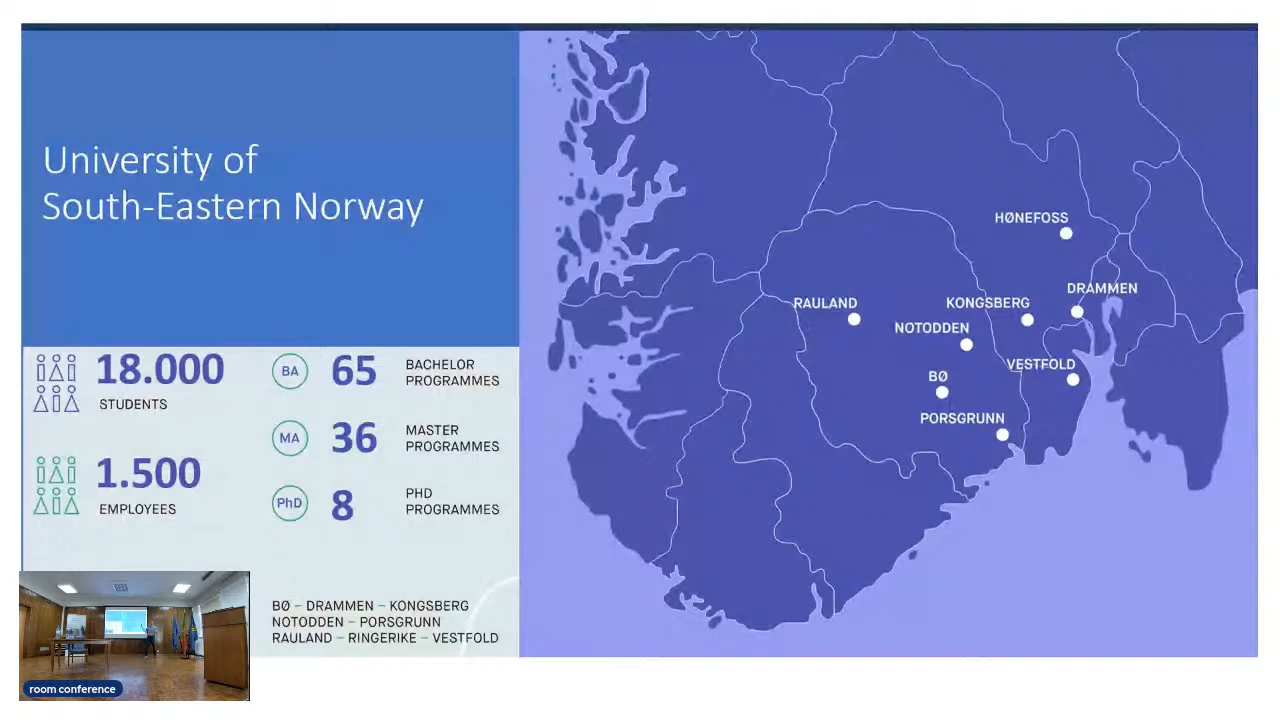 University of
South-Eastern Norway
18.000
STUDENTS
1.500
EMPLOYEES
BA
65
BACHELOR
PROGRAMMES
MA
36
MASTER
PROGRAMMES
PhD
8
PHD
PROGRAMMES
BØ – DRAMMEN – KONGSBERG
NOTODDEN – PORSGRUNN
RAULAND – RINGERIKE – VESTFOLD
HØNEFOSS
DRAMMEN
RAULAND
KONGSBERG
NOTODDEN
VESTFOLD
BØ
PORSGRUNN
room conference